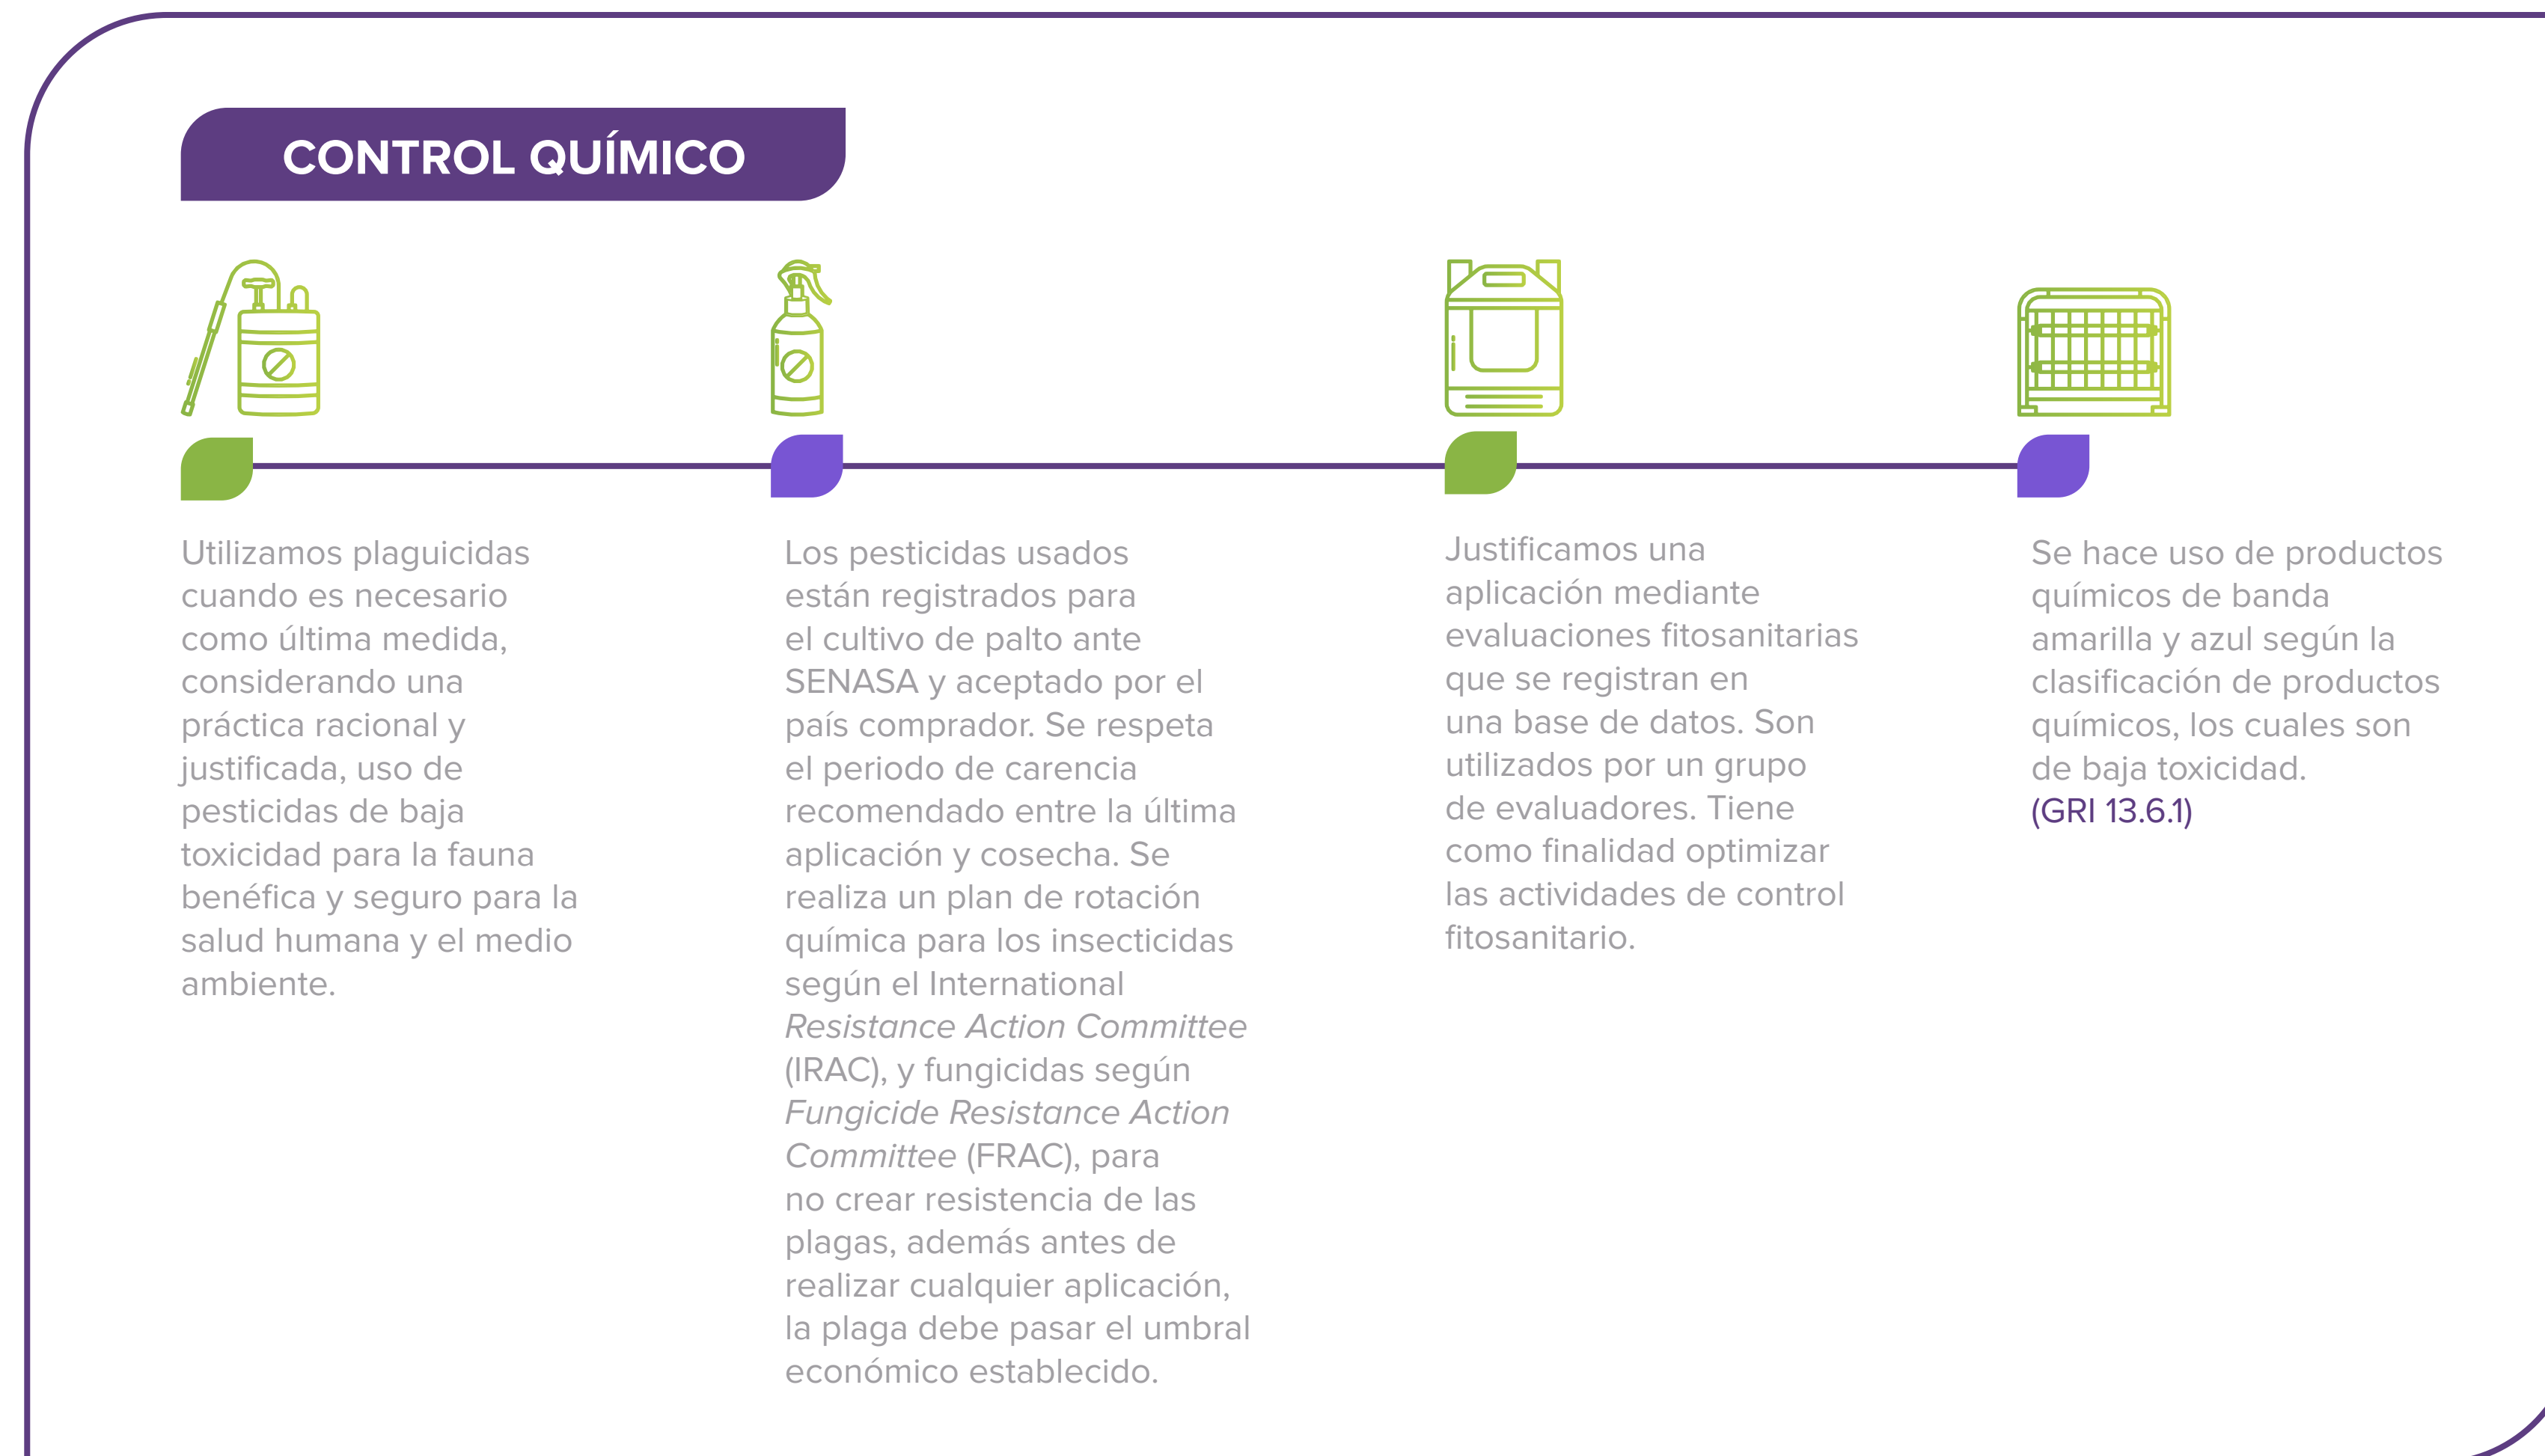 CONTROL QUÍMICO
Utilizamos plaguicidas
cuando es necesario
como última medida,
considerando una
práctica racional y
justificada, uso de
pesticidas de baja
toxicidad para la fauna
benéfica y seguro para la
salud humana y el medio
ambiente.
Los pesticidas usados
están registrados para
el cultivo de palto ante
SENASA y aceptado por el
país comprador. Se respeta
el periodo de carencia
recomendado entre la última
aplicación y cosecha. Se
realiza un plan de rotación
química para los insecticidas
según el International
Resistance Action Committee
(IRAC), y fungicidas según
Fungicide Resistance Action
Committee (FRAC), para
no crear resistencia de las
plagas, además antes de
realizar cualquier aplicación,
la plaga debe pasar el umbral
económico establecido.
Justificamos una
aplicación mediante
evaluaciones fitosanitarias
que se registran en
una base de datos. Son
utilizados por un grupo
de evaluadores. Tiene
como finalidad optimizar
las actividades de control
fitosanitario.
Se hace uso de productos
químicos de banda
amarilla y azul según la
clasificación de productos
químicos, los cuales son
de baja toxicidad.
(GRI 13.6.1)